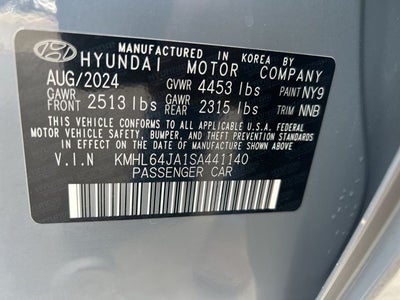 MANUFACTURED IN KOREA BY
HYUNDAI MOTOR COMPANY
AUG/2024 GVWR 4453 lbs PAINT NY9
GAWR FRONT 2513 lbs GAWR REAR 2315 lbs TRIM NNB
THIS VEHICLE CONFORMS TO ALL APPLICABLE U.S.A. FEDERAL
MOTOR VEHICLE SAFETY, BUMPER, AND THEFT PREVENTION STANDARDS
IN EFFECT ON THE DATE OF MANUFACTURE SHOWN ABOVE.
V.I.N KMHL64JA1SA441140
PASSENGER CAR